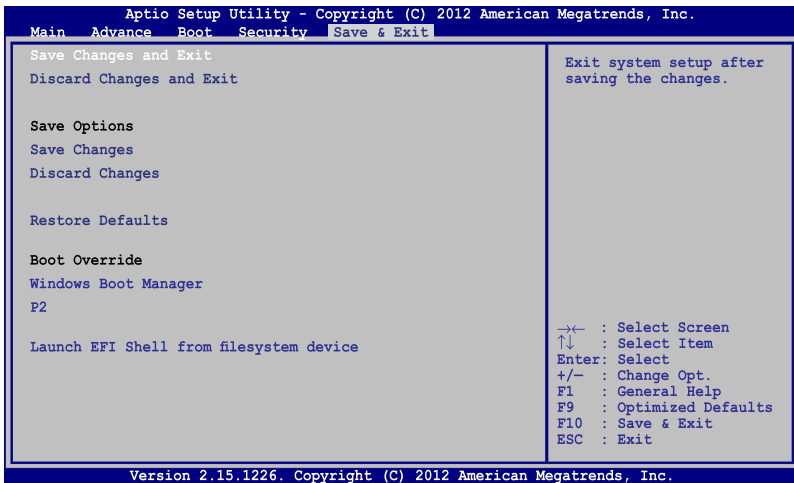 Aptio Setup Utility - Copyright (C) 2012 American Megatrends, Inc.
Main Advance Boot Security Save & Exit
Save Changes and Exit
Discard Changes and Exit
Save Options
Save Changes
Discard Changes
Restore Defaults
Boot Override
Windows Boot Manager
P2
Launch EFI Shell from filesystem device
Exit system setup after
saving the changes.
→← : Select Screen
↑↓ : Select Item
Enter: Select
+/— : Change Opt.
F1 : General Help
F9 : Optimized Defaults
F10 : Save & Exit
ESC : Exit
Version 2.15.1226. Copyright (C) 2012 American Megatrends, Inc.